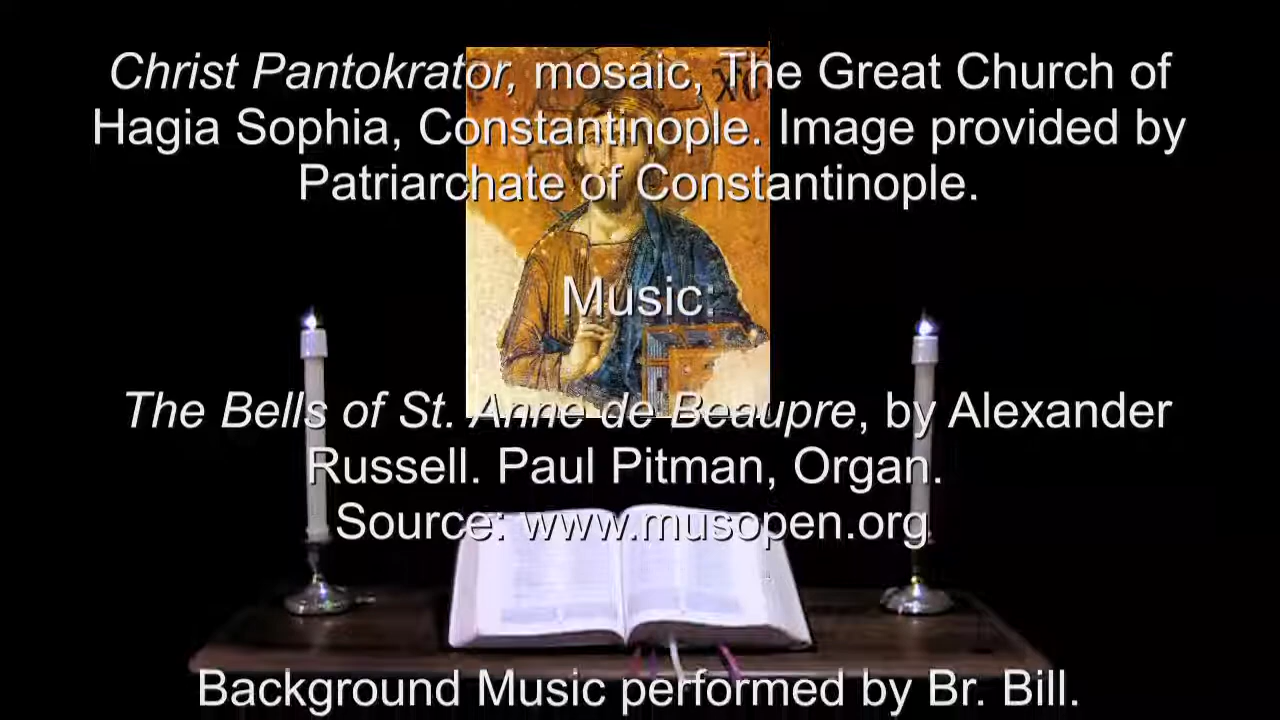 Christ Pantokrator, mosaic, The Great Church of
Hagia Sophia, Constantinople. Image provided by
Patriarchate of Constantinople.
Music:
The Bells of St. Anne de Beaupre, by Alexander
Russell. Paul Pitman, Organ.
Source: www.musopen.org
Background Music performed by Br. Bill.